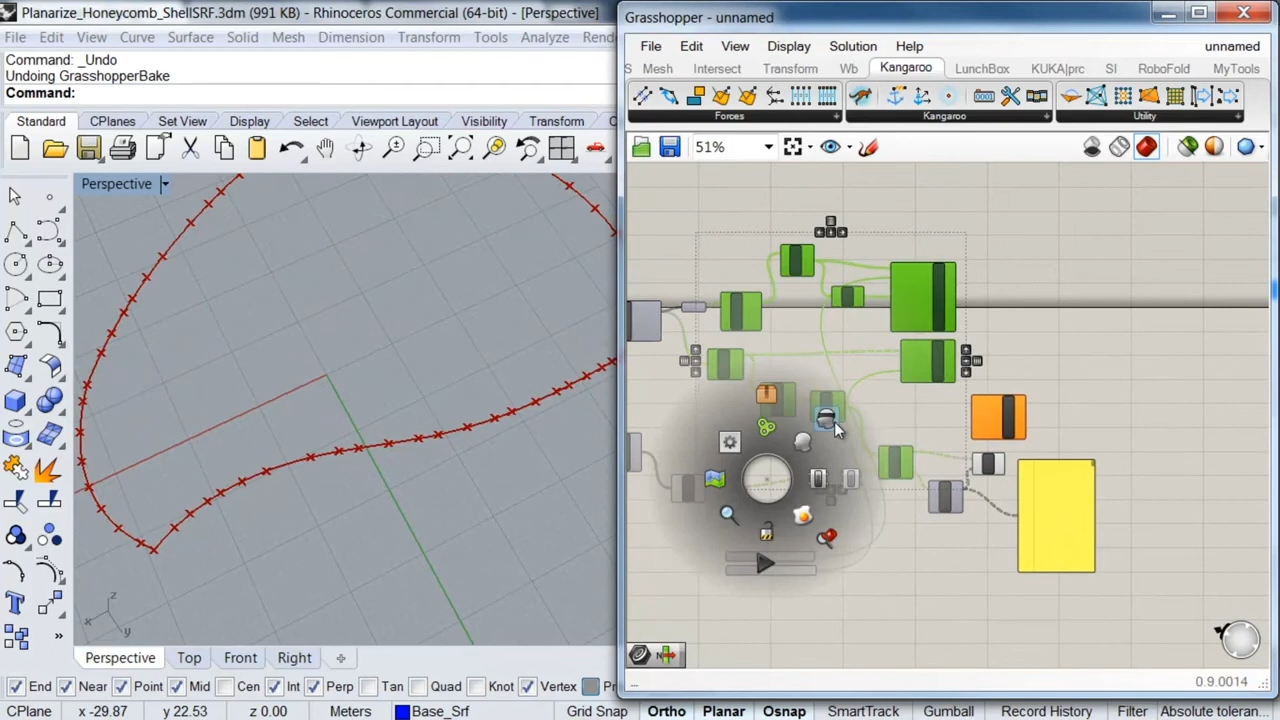 Planarize_Honeycomb_ShellSRF.3dm (991 KB) - Rhinoceros Commercial (64-bit) - [Perspective]
File Edit View Curve Surface Solid Mesh Dimension Transform Tools Analyze
Command: _Undo
Undoing GrasshopperBake
Command:
Standard CPlanes Set View Display Select Viewport Layout Visibility Transform
Perspective
Perspective Top Front Right
End Near Point Mid Cen Int Perp Tan Quad Knot Vertex
CPlane x -29.87 y 22.53 z 0.00 Meters Base_Srf Grid Snap Ortho Planar Osnap SmartTrack Gumball Record History Filter Absolute toleran...
Grasshopper - unnamed
File Edit View Display Solution Help unnamed
S Mesh Intersect Transform Wb Kangaroo LunchBox KUKA|prc SI RoboFold MyTools
Forces Kangaroo Utility
51%
...
0.9.0014